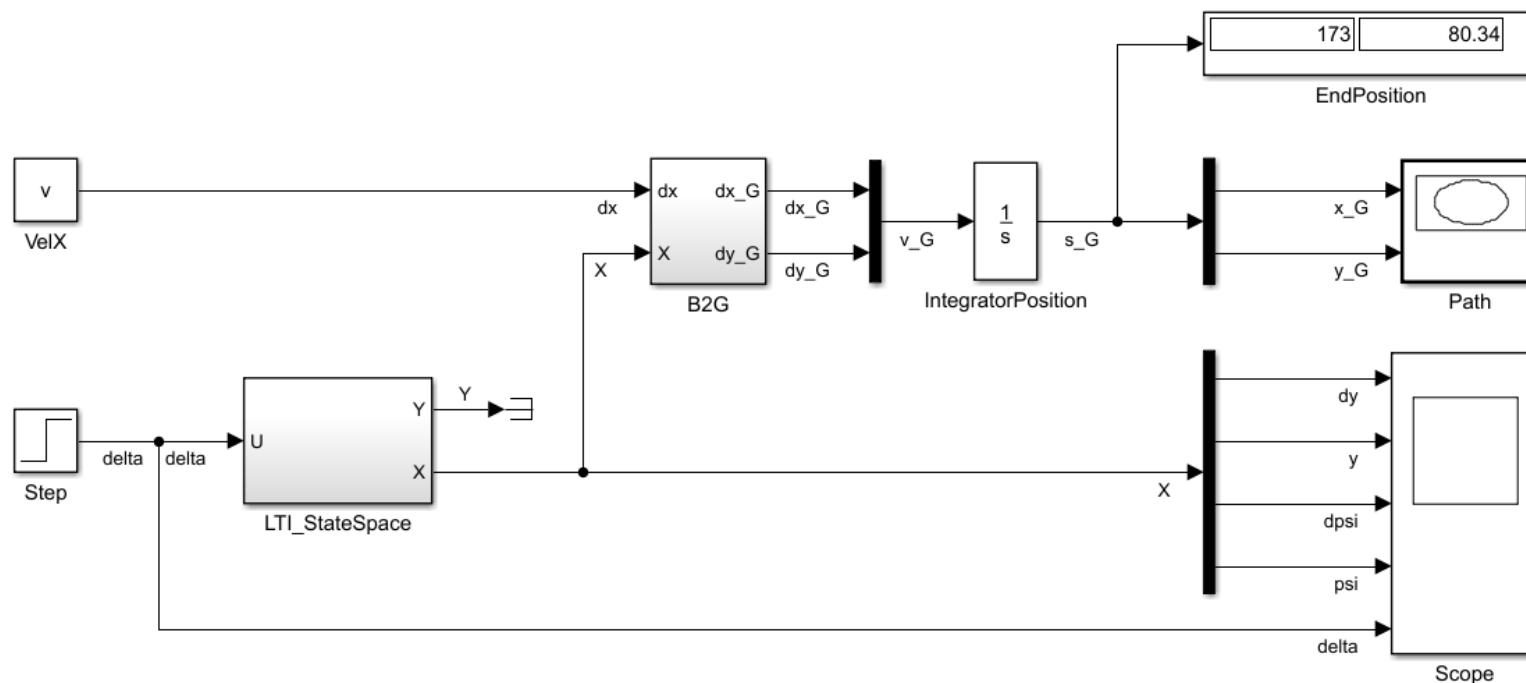 173 80.34
EndPosition
v
VelX
dx
dx dx_G
X dy_G
B2G
X
dx_G
dy_G
v_G
1
s
IntegratorPosition
s_G
x_G
y_G
Path
Step
delta delta
U Y
X
LTI_StateSpace
Y
X
dy
y
dpsi
psi
delta
Scope